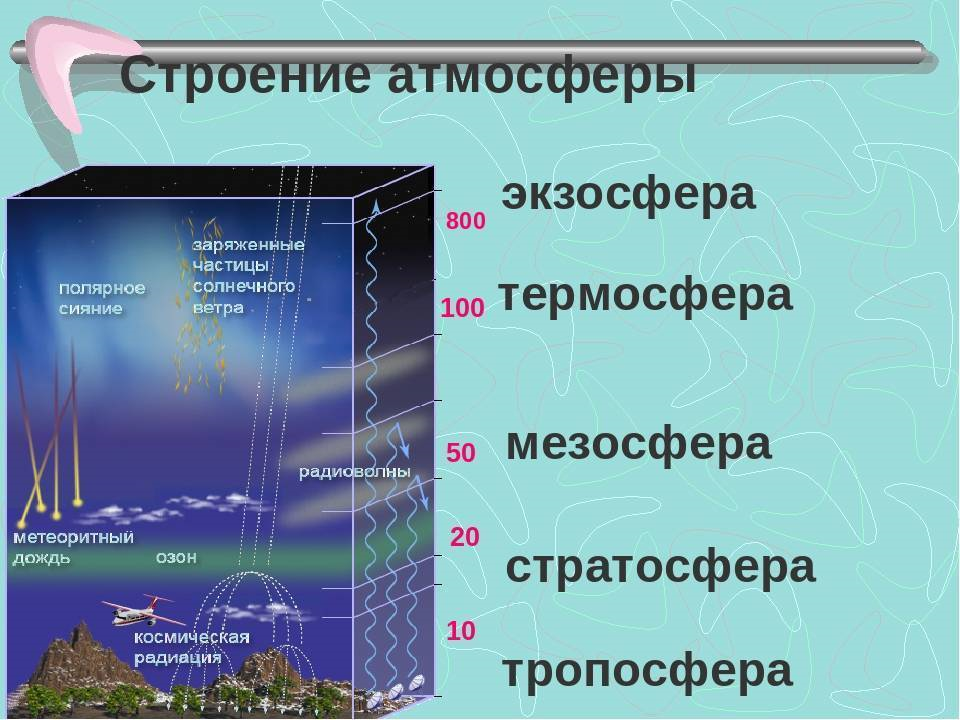 Строение атмосферы
экзосфера
800
заряженные
частицы
солнечного
ветра
полярное
сияние
термосфера
100
мезосфера
50
радиоволны
20
метеоритный
дождь
озон
стратосфера
10
космическая
радиация
тропосфера